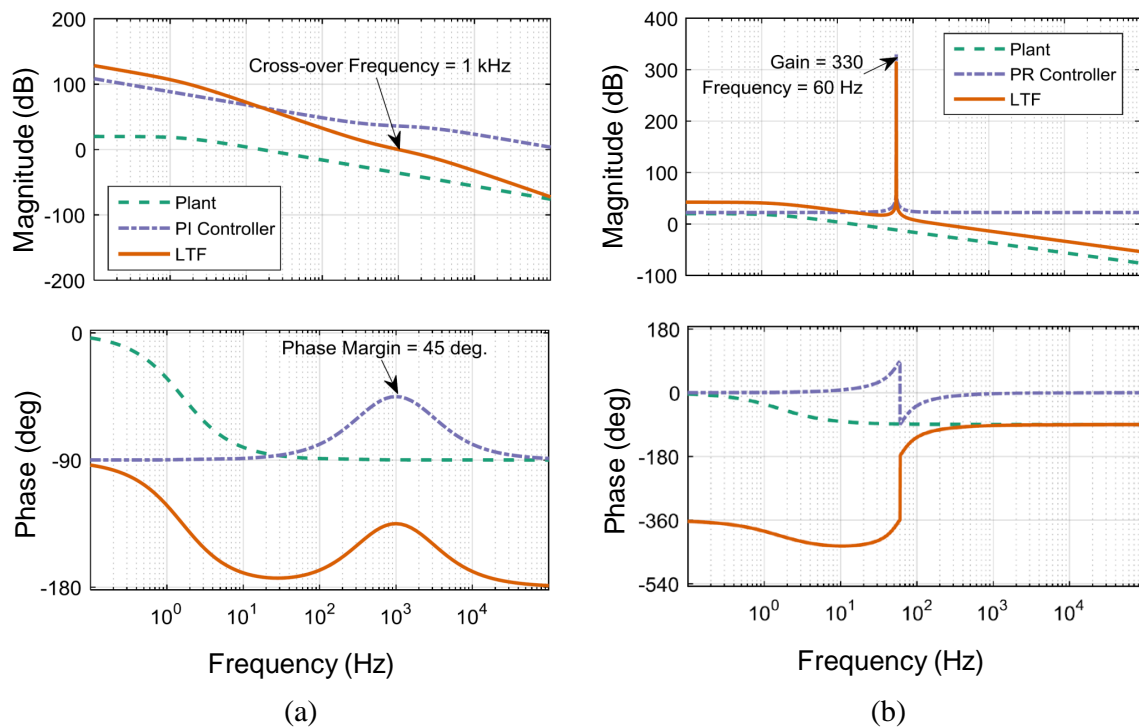 200
100
0
-100
200
Magnitude (dB)
Cross-over Frequency = 1 kHz
Plant
PI Controller
LTF
0
-90
-180
Phase (deg)
Phase Margin = 45 deg.
10^0 10^1 10^2 10^3 10^4
Frequency (Hz)
(a)
400
300
200
100
0
-100
Magnitude (dB)
Gain = 330
Frequency = 60 Hz
Plant
PR Controller
LTF
180
0
-180
-360
-540
Phase (deg)
10^0 10^1 10^2 10^3 10^4
Frequency (Hz)
(b)